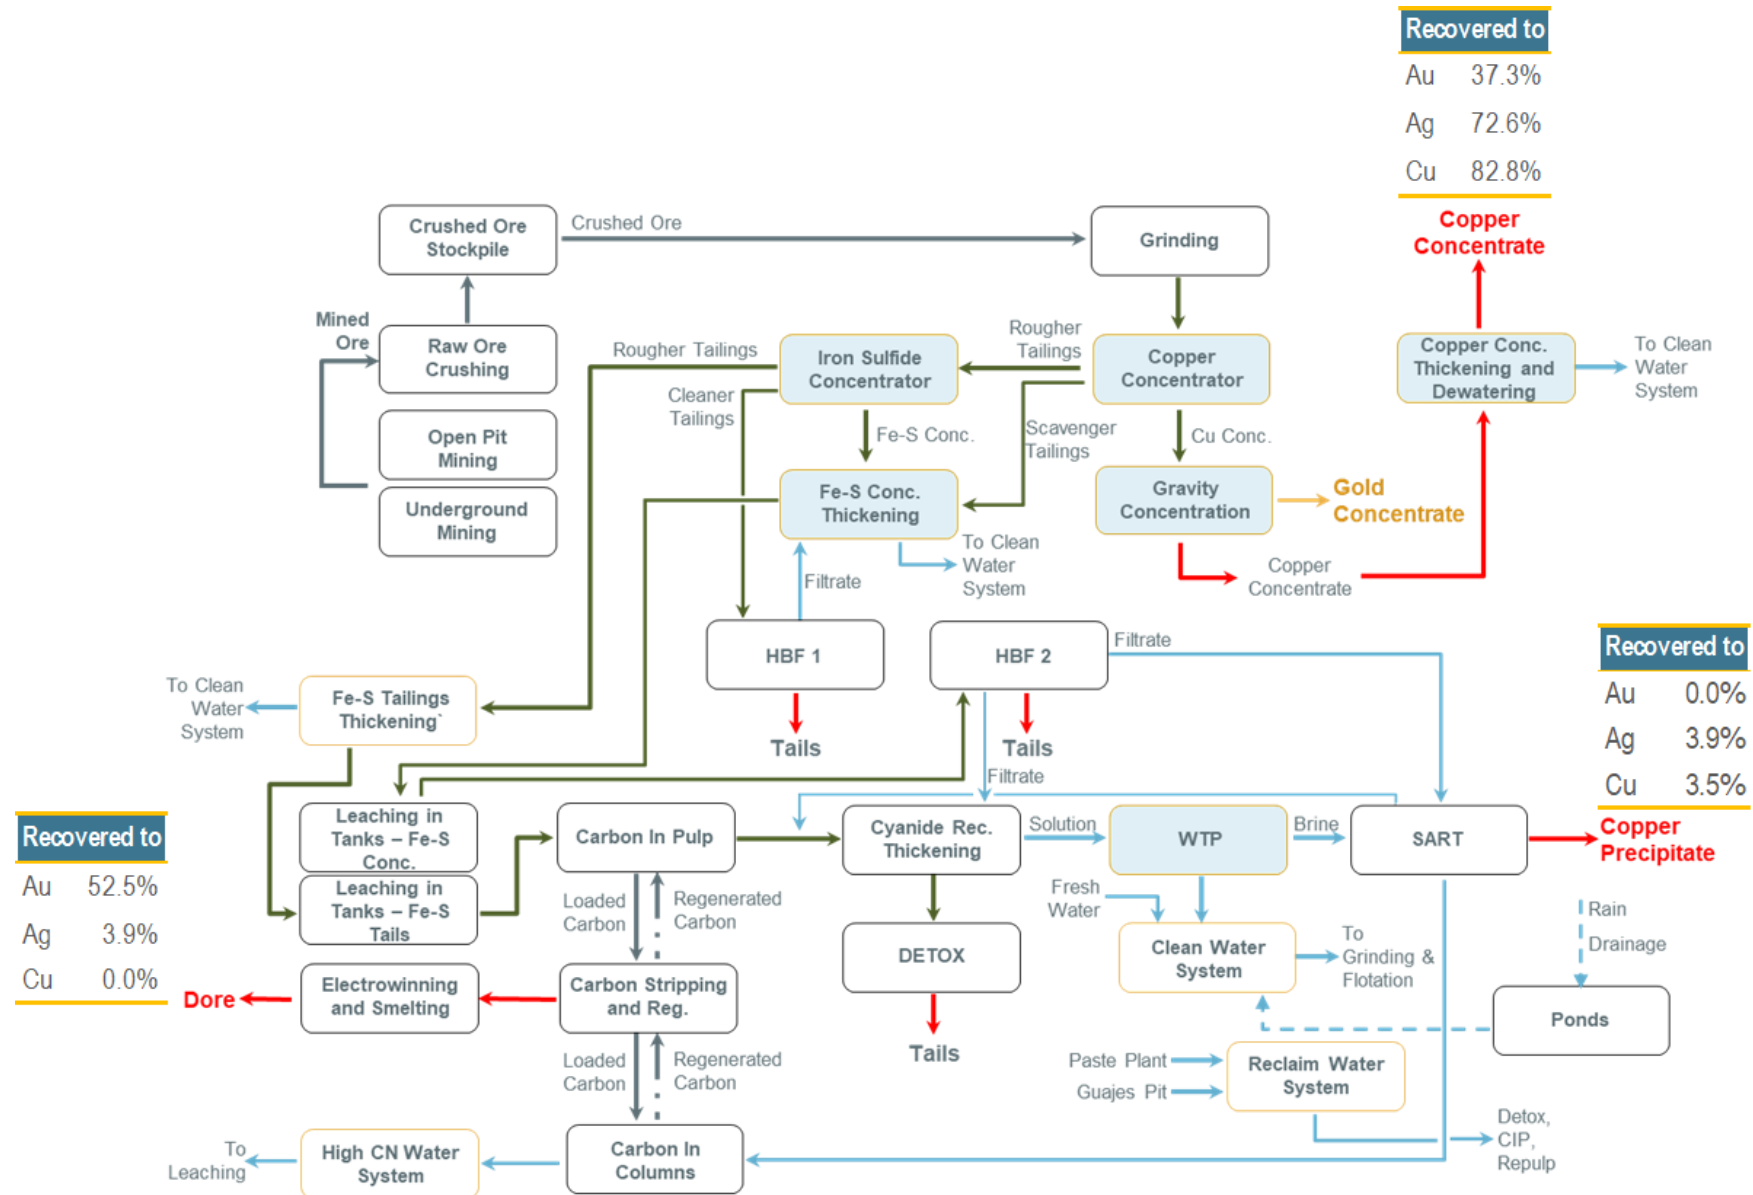 Recovered to
Au 37.3%
Ag 72.6%
Cu 82.8%
Copper
Concentrate
Crushed Ore
Stockpile
Crushed Ore
Grinding
Mined
Ore
Raw Ore
Crushing
Rougher Tailings
Iron Sulfide
Concentrator
Rougher
Tailings
Copper
Concentrator
Copper Conc.
Thickening and
Dewatering
To Clean
Water
System
Cleaner
Tailings
Open Pit
Mining
Fe-S Conc.
Scavenger
Tailings
Cu Conc.
Underground
Mining
Fe-S Conc.
Thickening
Gravity
Concentration
Gold
Concentrate
To Clean
Water
System
Filtrate
Copper
Concentrate
HBF 1
HBF 2
Filtrate
Recovered to
Au 0.0%
Ag 3.9%
Cu 3.5%
To Clean
Water
System
Fe-S Tailings
Thickening`
Tails
Tails
Filtrate
Recovered to
Au 52.5%
Ag 3.9%
Cu 0.0%
Leaching in
Tanks – Fe-S
Conc.
Leaching in
Tanks – Fe-S
Tails
Carbon In Pulp
Cyanide Rec.
Thickening
Solution
WTP
Brine
SART
Copper
Precipitate
Loaded
Carbon
Regenerated
Carbon
Fresh
Water
Rain
Drainage
DETOX
Clean Water
System
To
Grinding &
Flotation
Dore
Electrowinning
and Smelting
Carbon Stripping
and Reg.
Ponds
Tails
Loaded
Carbon
Regenerated
Carbon
Paste Plant
Guajes Pit
Reclaim Water
System
Detox,
CIP,
Repulp
To
Leaching
High CN Water
System
Carbon In
Columns